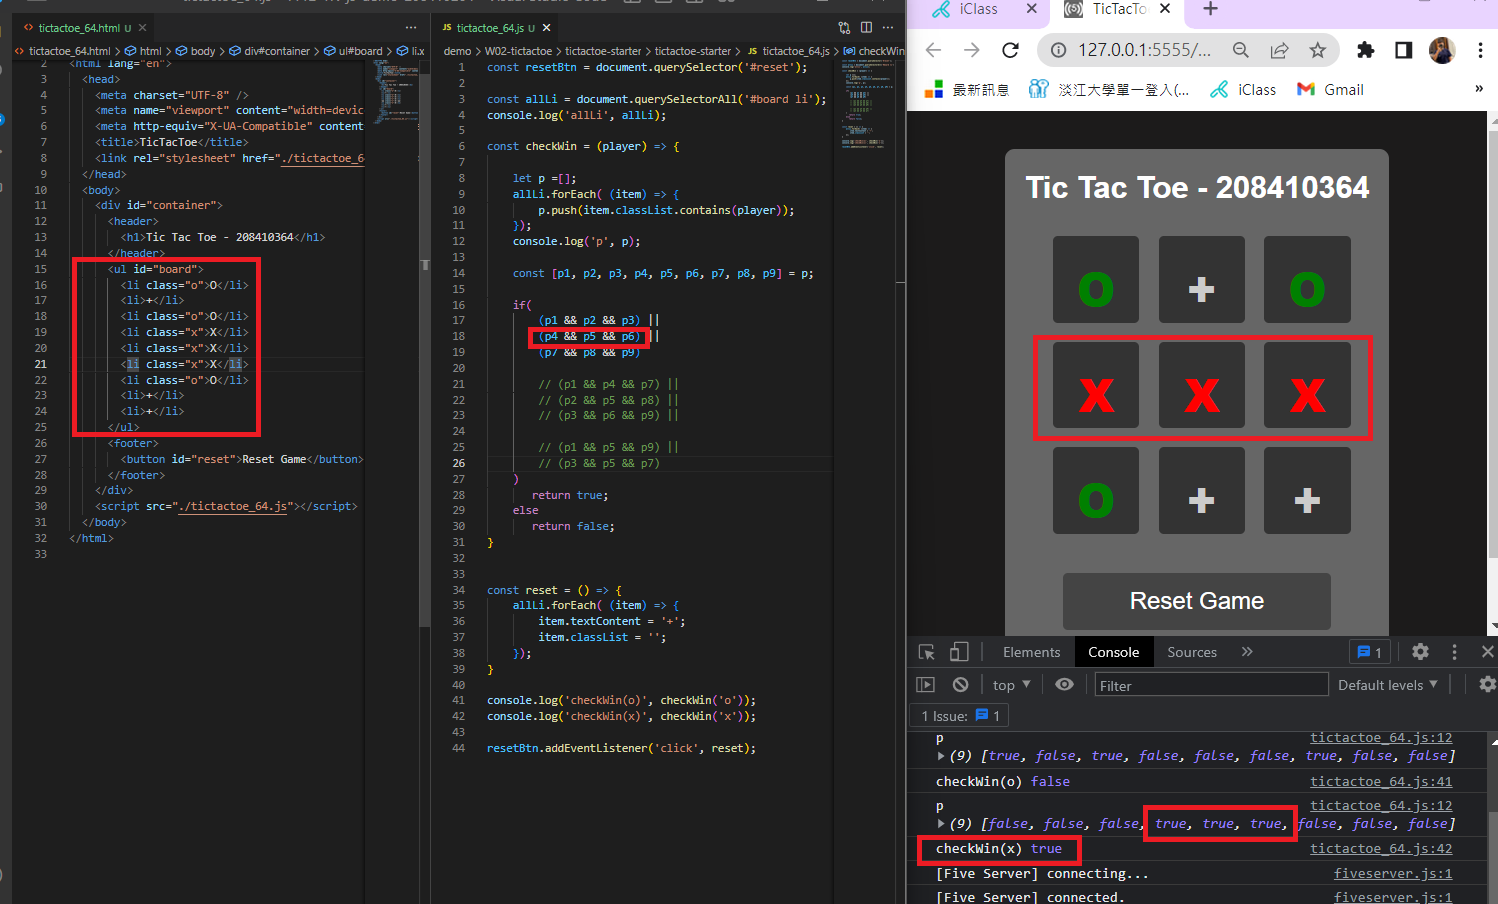 tictactoe_64.html U
<> tictactoe_64.html > html > body > div#container > ul#board > li.x
2 <html lang="en">
3 <head>
4 <meta charset="UTF-8" />
5 <meta name="viewport" content="width=devic
6 <meta http-equiv="X-UA-Compatible" content
7 <title>TicTacToe</title>
8 <link rel="stylesheet" href="./tictactoe_64
9 </head>
10 <body>
11 <div id="container">
12 <header>
13 <h1>Tic Tac Toe - 208410364</h1>
14 </header>
15 <ul id="board">
16 <li class="o">O</li>
17 <li>+</li>
18 <li class="o">O</li>
19 <li class="x">X</li>
20 <li class="x">X</li>
21 <li class="x">X</li>
22 <li class="o">O</li>
23 <li>+</li>
24 <li>+</li>
25 </ul>
26 <footer>
27 <button id="reset">Reset Game</button>
28 </footer>
29 </div>
30 <script src="./tictactoe_64.js"></script>
31 </body>
32 </html>
33
JS tictactoe_64.js U
demo > W02-tictactoe > tictactoe-starter > tictactoe-starter > JS tictactoe_64.js > checkWin
1 const resetBtn = document.querySelector('#reset');
2
3 const allLi = document.querySelectorAll('#board li');
4 console.log('allLi', allLi);
5
6 const checkWin = (player) => {
7
8 let p =[];
9 allLi.forEach( (item) => {
10 p.push(item.classList.contains(player));
11 });
12 console.log('p', p);
13
14 const [p1, p2, p3, p4, p5, p6, p7, p8, p9] = p;
15
16 if(
17 (p1 && p2 && p3) ||
18 (p4 && p5 && p6) ||
19 (p7 && p8 && p9)
20
21 // (p1 && p4 && p7) ||
22 // (p2 && p5 && p8) ||
23 // (p3 && p6 && p9) ||
24
25 // (p1 && p5 && p9) ||
26 // (p3 && p5 && p7)
27 )
28 return true;
29 else
30 return false;
31 }
32
33
34 const reset = () => {
35 allLi.forEach( (item) => {
36 item.textContent = '+';
37 item.classList = '';
38 });
39 }
40
41 console.log('checkWin(o)', checkWin('o'));
42 console.log('checkWin(x)', checkWin('x'));
43
44 resetBtn.addEventListener('click', reset);
iClass
(5) TicTacTo
127.0.0.1:5555/...
最新訊息 淡江大學單一登入(... iClass Gmail »
Tic Tac Toe - 208410364
O + O
X X X
O + +
Reset Game
Elements Console Sources » 1
top Filter Default levels
1 Issue: 1
p tictactoe_64.js:12
(9) [true, false, true, false, false, false, true, false, false]
checkWin(o) false tictactoe_64.js:41
p tictactoe_64.js:12
(9) [false, false, false, true, true, true, false, false, false]
checkWin(x) true tictactoe_64.js:42
[Five Server] connecting... fiveserver.js:1
[Five Server] connected. fiveserver.js:1